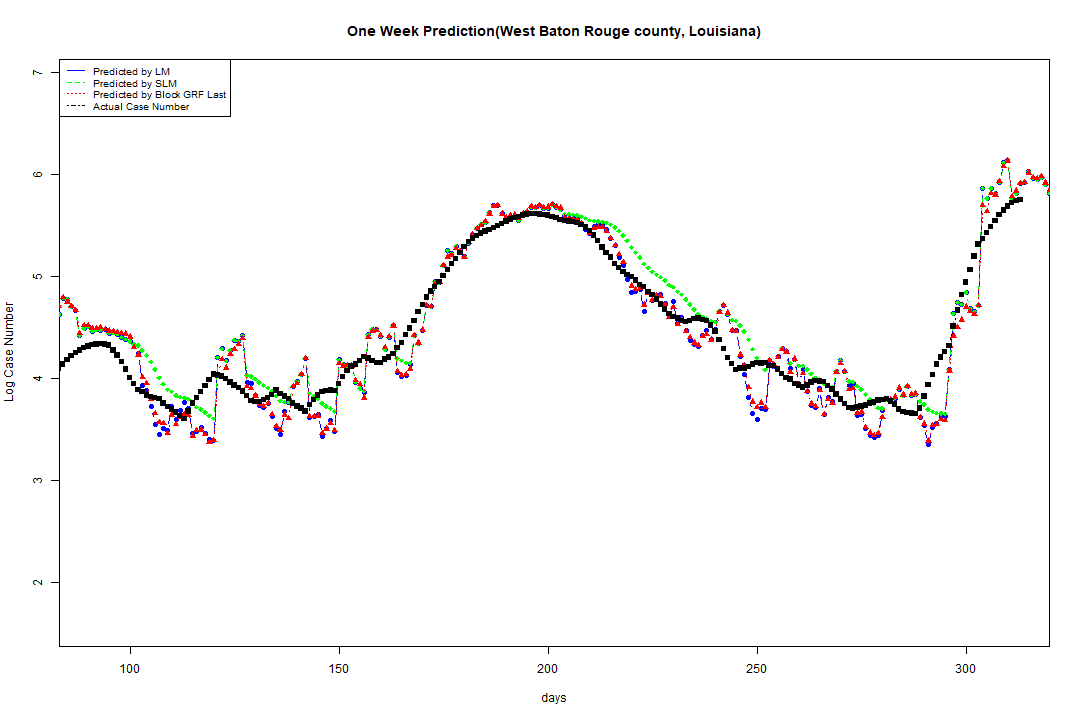 One Week Prediction(West Baton Rouge county, Louisiana)
Predicted by LM
Predicted by SLM
Predicted by Block GRF Last
Actual Case Number
7
6
5
4
3
2
Log Case Number
100 150 200 250 300
days